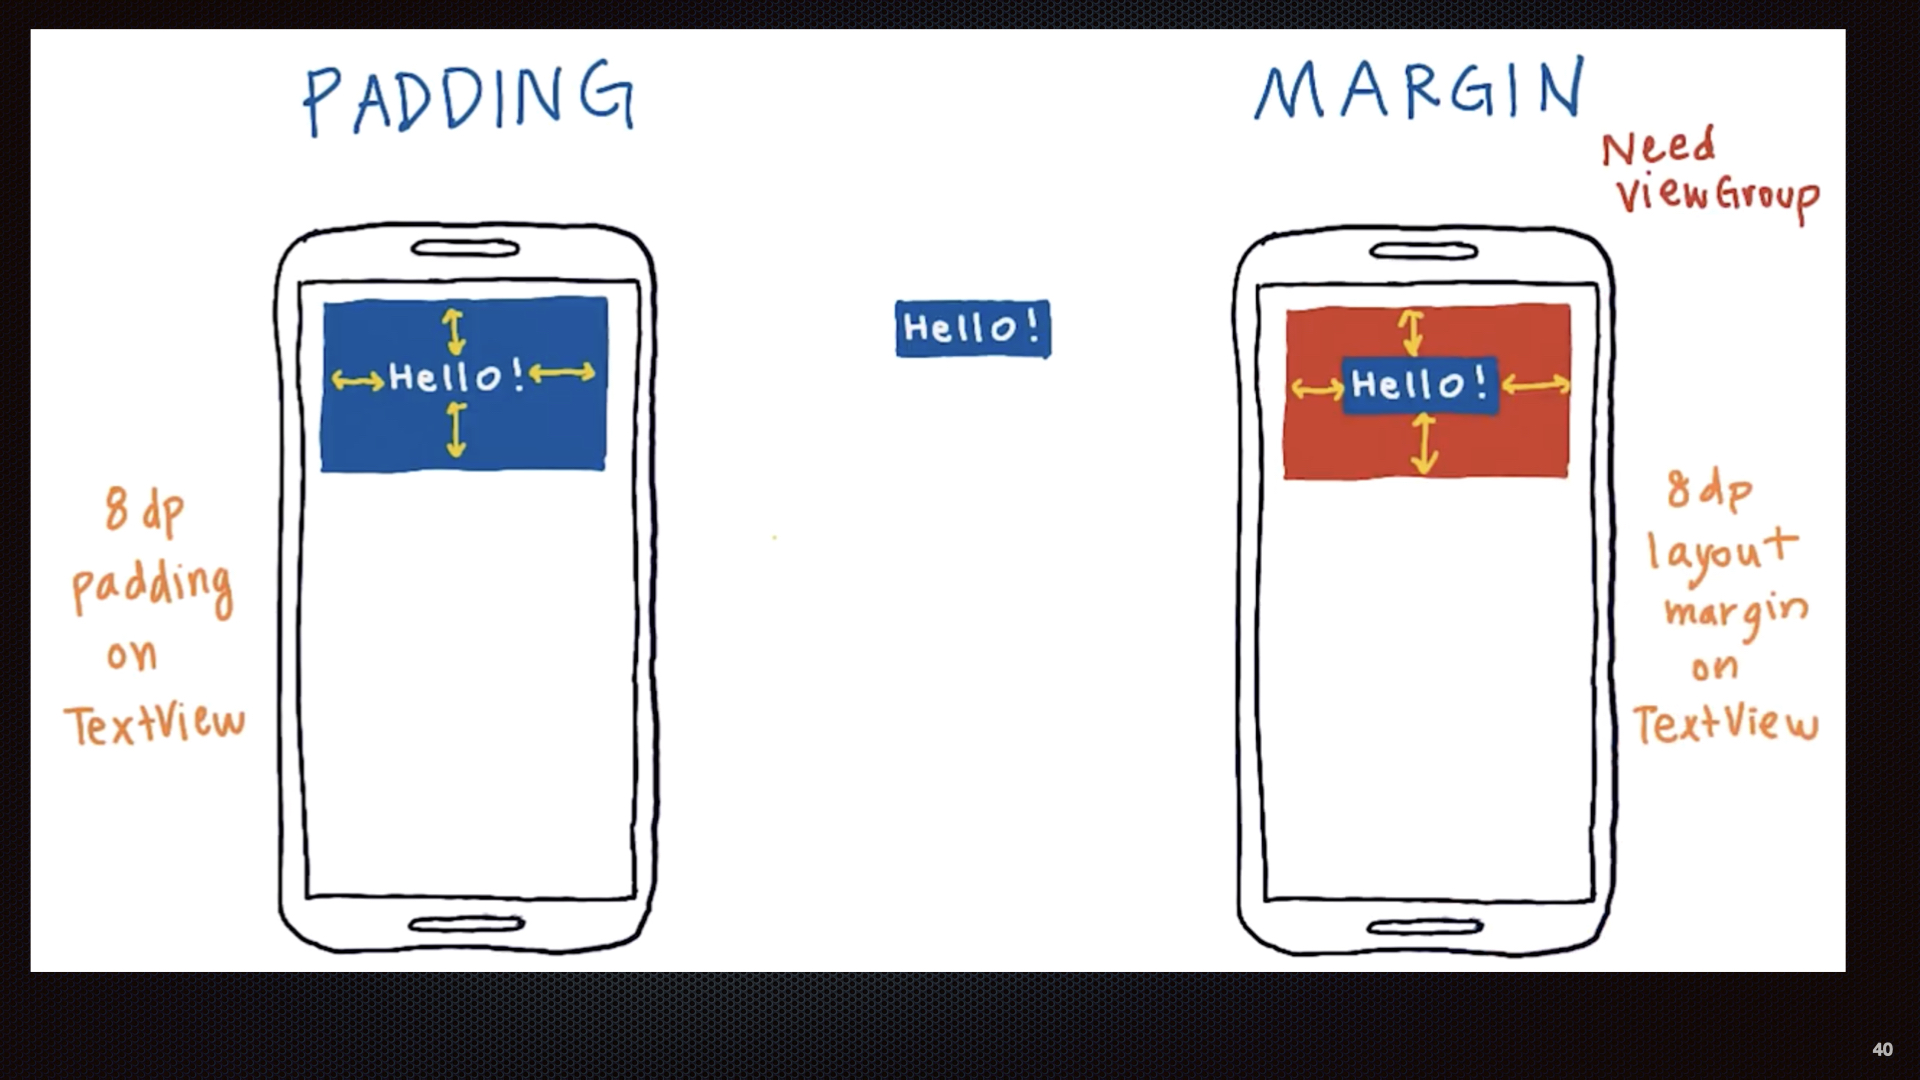 PADDING
MARGIN
Need
ViewGroup
Hello!
Hello!
Hello!
8 dp
padding
on
TextView
8 dp
layout
margin
on
TextView
40